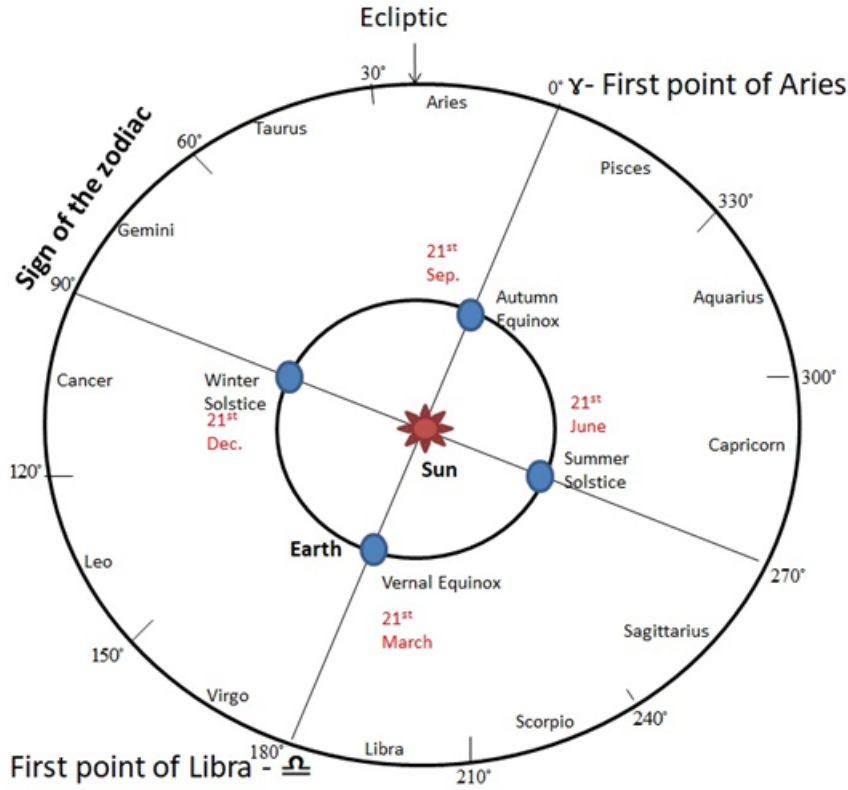 Ecliptic
30°
0° ɤ- First point of Aries
Aries
Taurus
60°
Pisces
Sign of the zodiac
330°
Gemini
21st
Sep.
90°
Autumn
Equinox
Aquarius
Cancer
Winter
Solstice
21st
Dec.
300°
21st
June
Capricorn
Summer
Solstice
Sun
120°
Earth
Leo
Vernal Equinox
270°
21st
March
Sagittarius
150°
Virgo
Scorpio
240°
180°
Libra
First point of Libra - ♎
210°